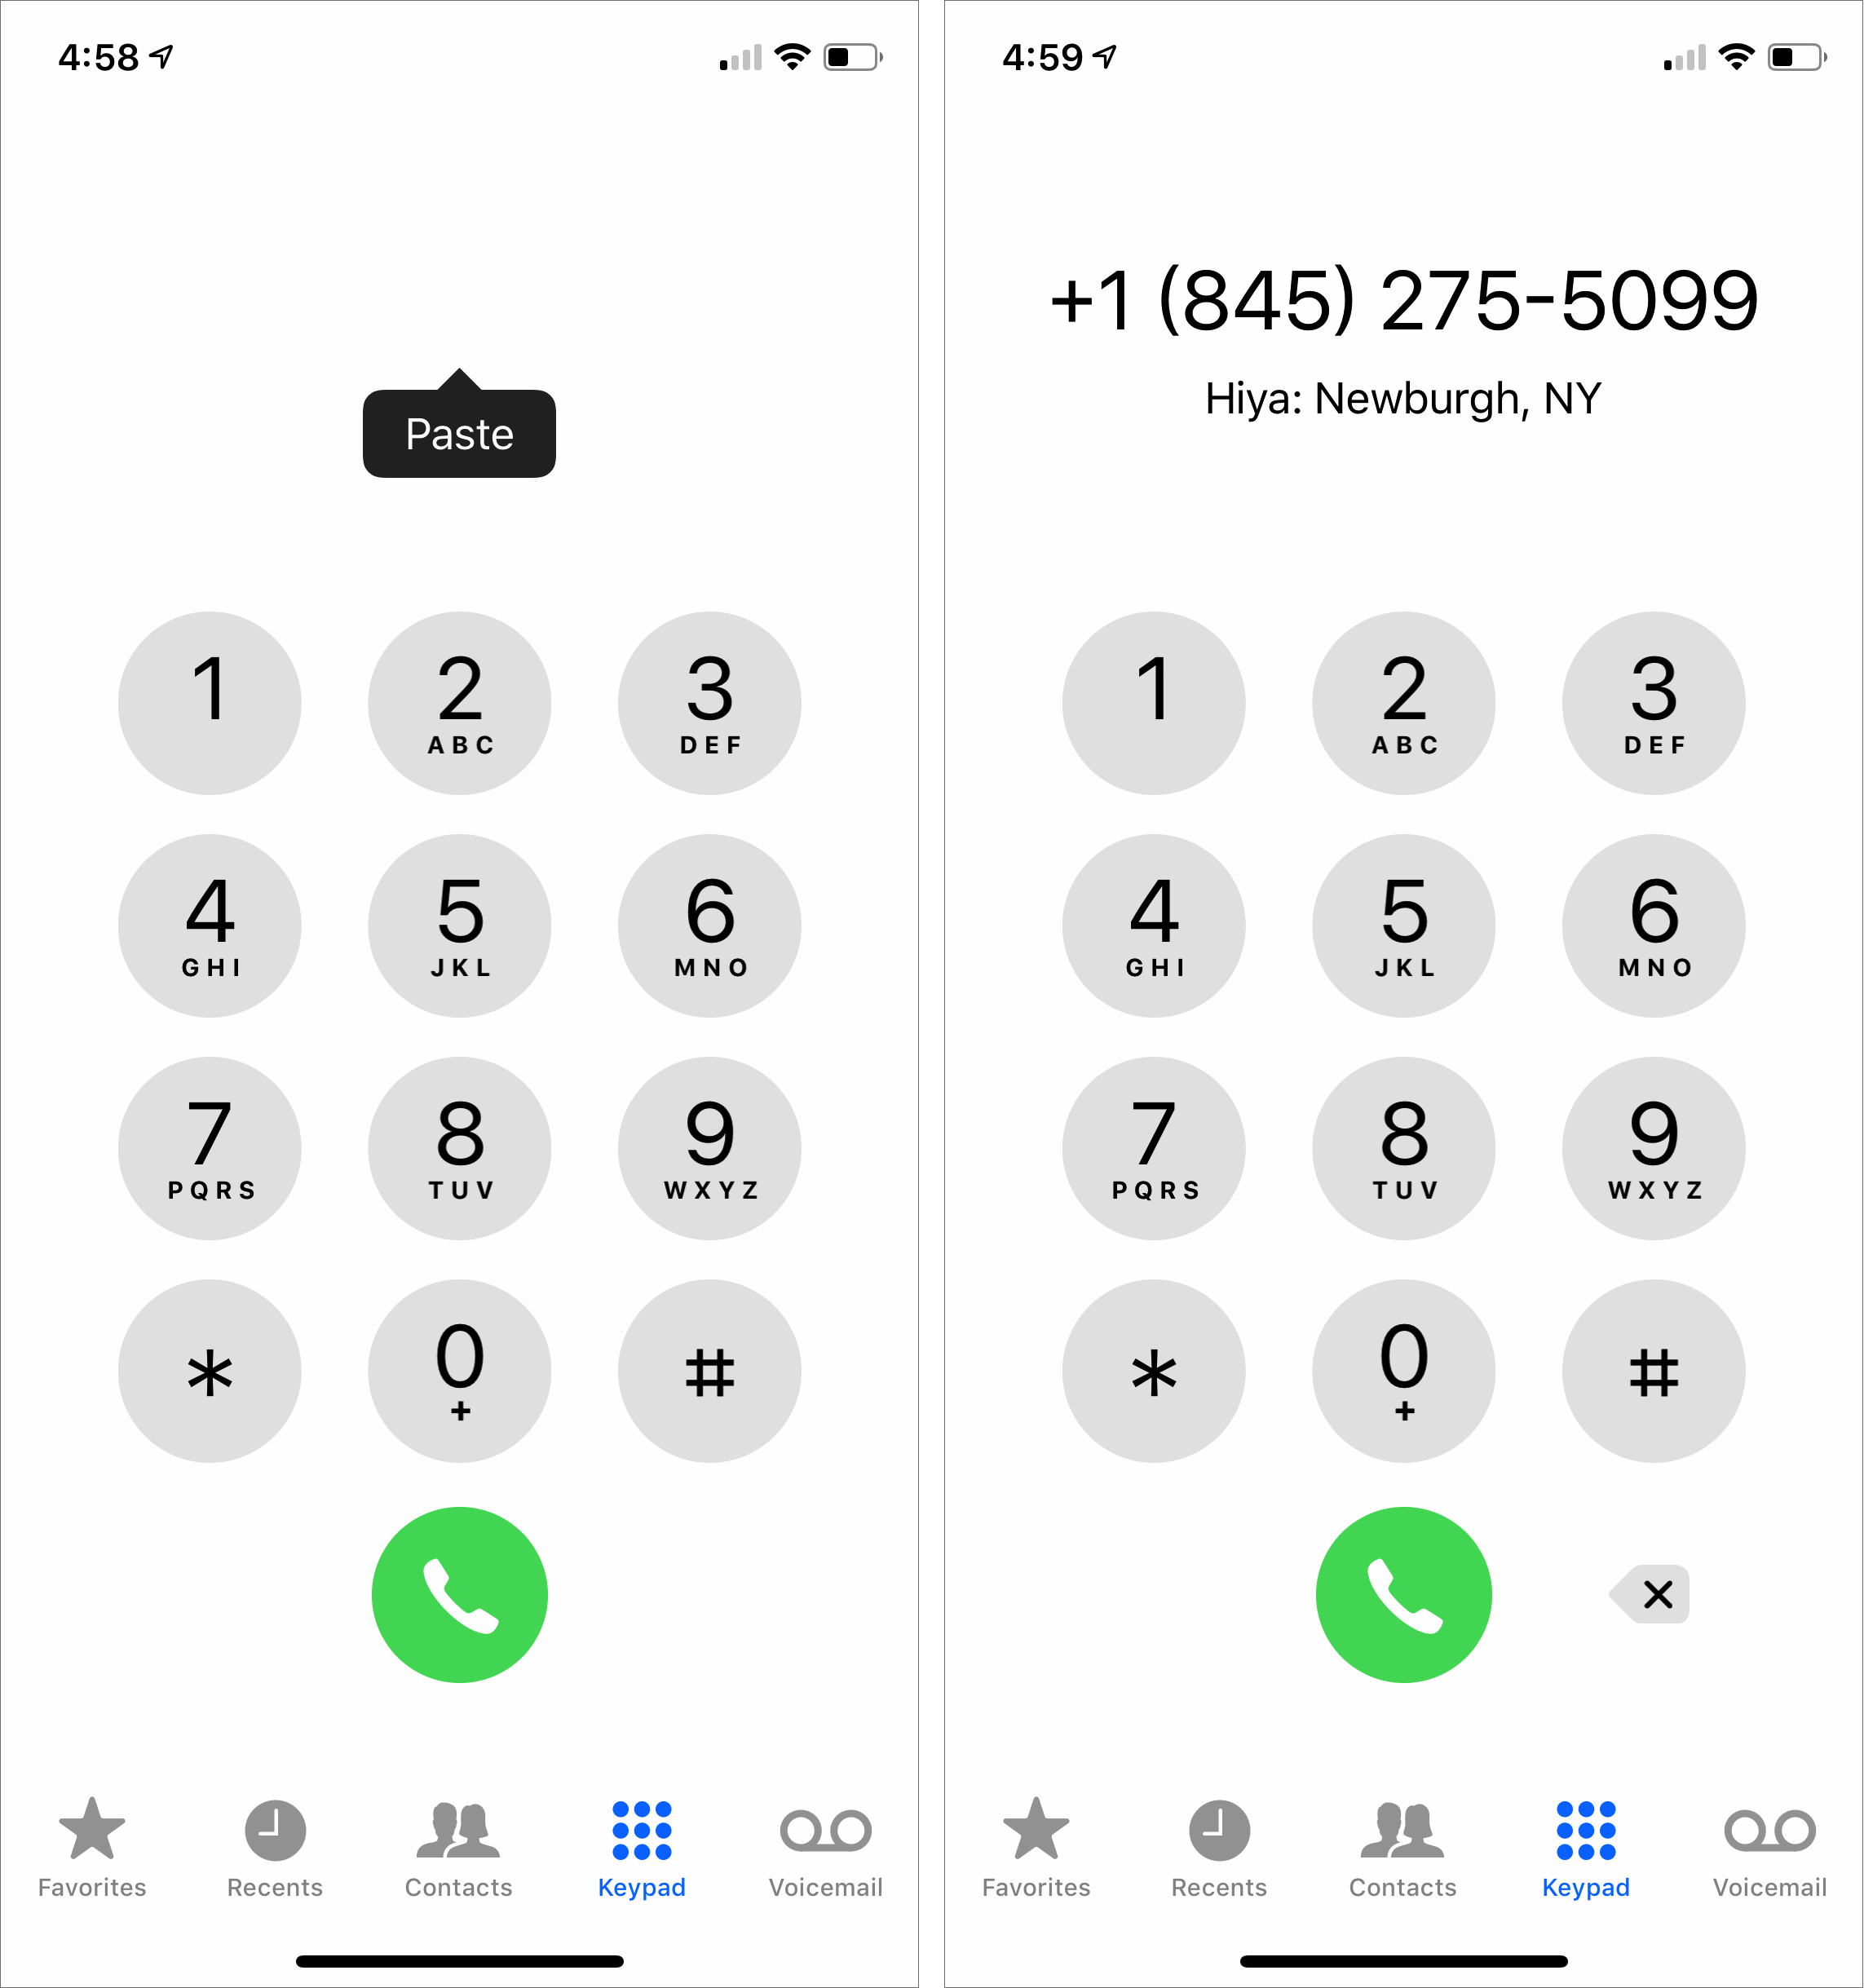 4:58
Paste
1 2 3
ABC DEF
4 5 6
GHI JKL MNO
7 8 9
PQRS TUV WXYZ
* 0 #
+
Favorites Recents Contacts Keypad Voicemail
4:59
+1 (845) 275-5099
Hiya: Newburgh, NY
1 2 3
ABC DEF
4 5 6
GHI JKL MNO
7 8 9
PQRS TUV WXYZ
* 0 #
+
Favorites Recents Contacts Keypad Voicemail